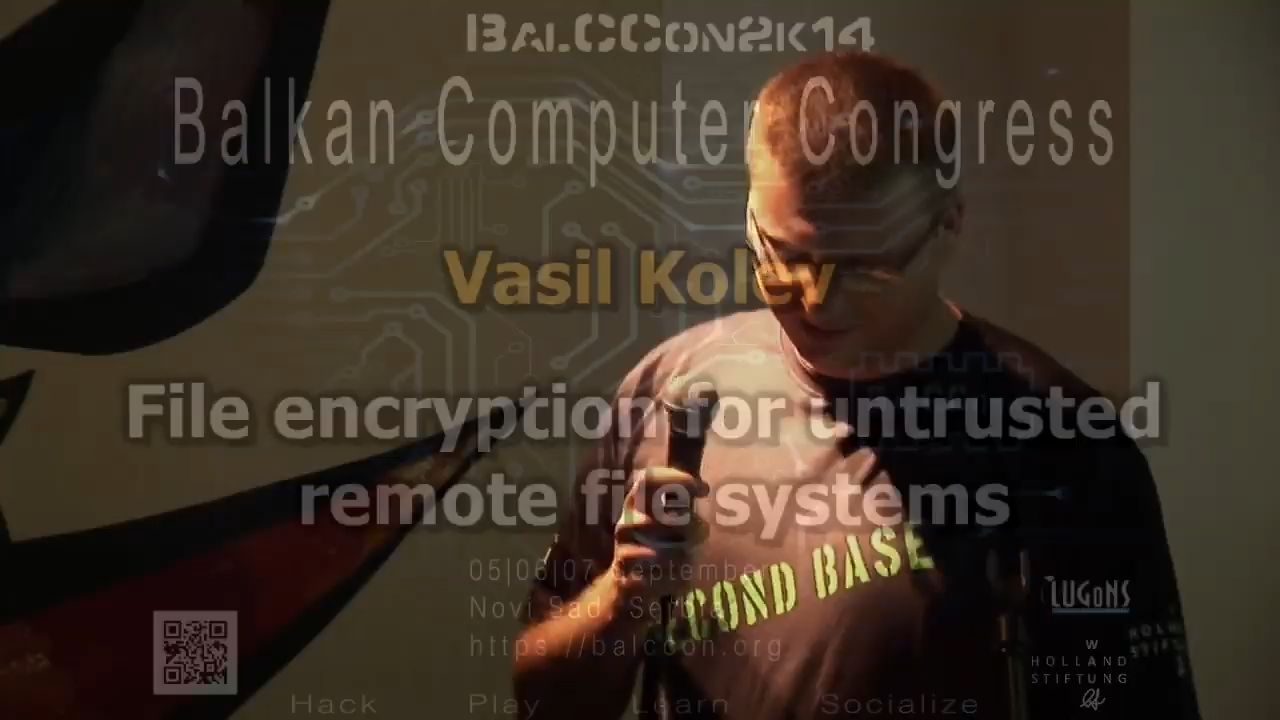 BalCCon2k14
Balkan Computer Congress
Vasil Kolev
File encryption for untrusted
remote file systems
SECOND BASE
05|06|07 September
Novi Sad, Serbia
https://balccon.org
LUGoNS
W
HOLLAND
STIFTUNG
Hack Play Learn Socialize